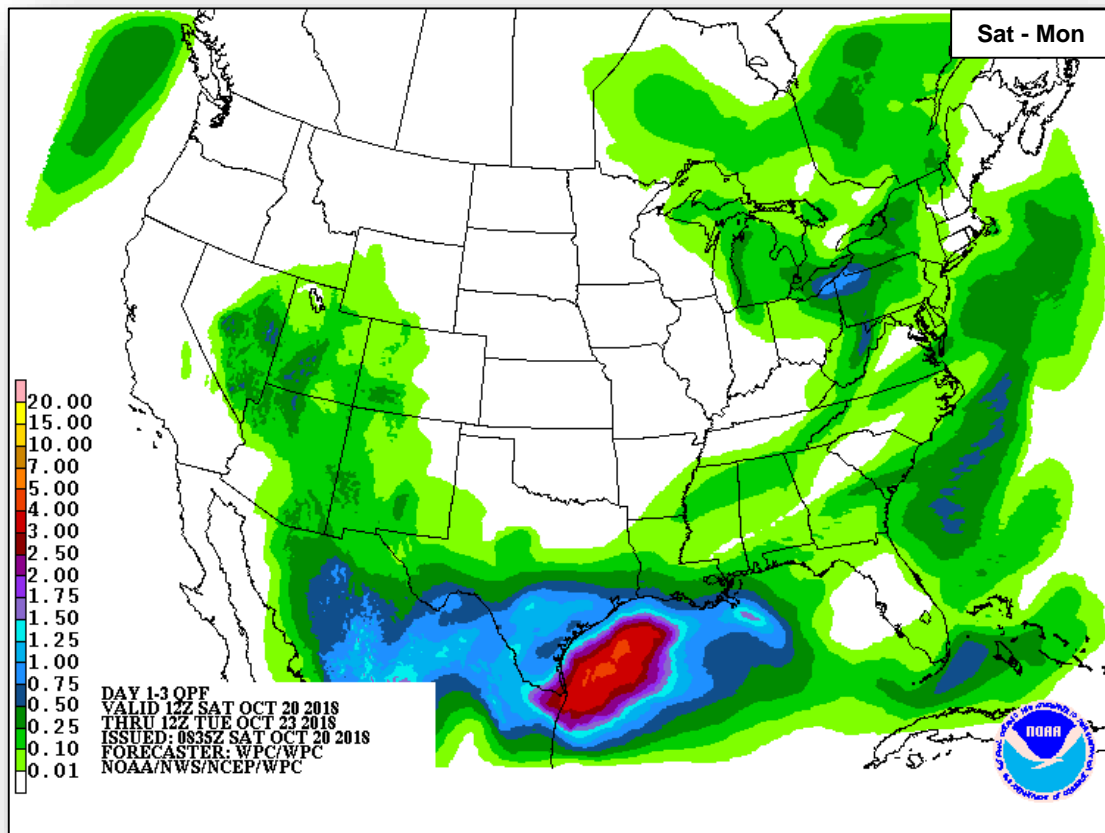 Sat - Mon
20.00
15.00
10.00
7.00
5.00
4.00
3.00
2.50
2.00
1.75
1.50
1.25
1.00
0.75
0.50
0.25
0.10
0.01
DAY 1-3 QPF
VALID 12Z SAT OCT 20 2018
THRU 12Z TUE OCT 23 2018
ISSUED: 0835Z SAT OCT 20 2018
FORECASTER: WPC/WPC
NOAA/NWS/NCEP/WPC
NOAA